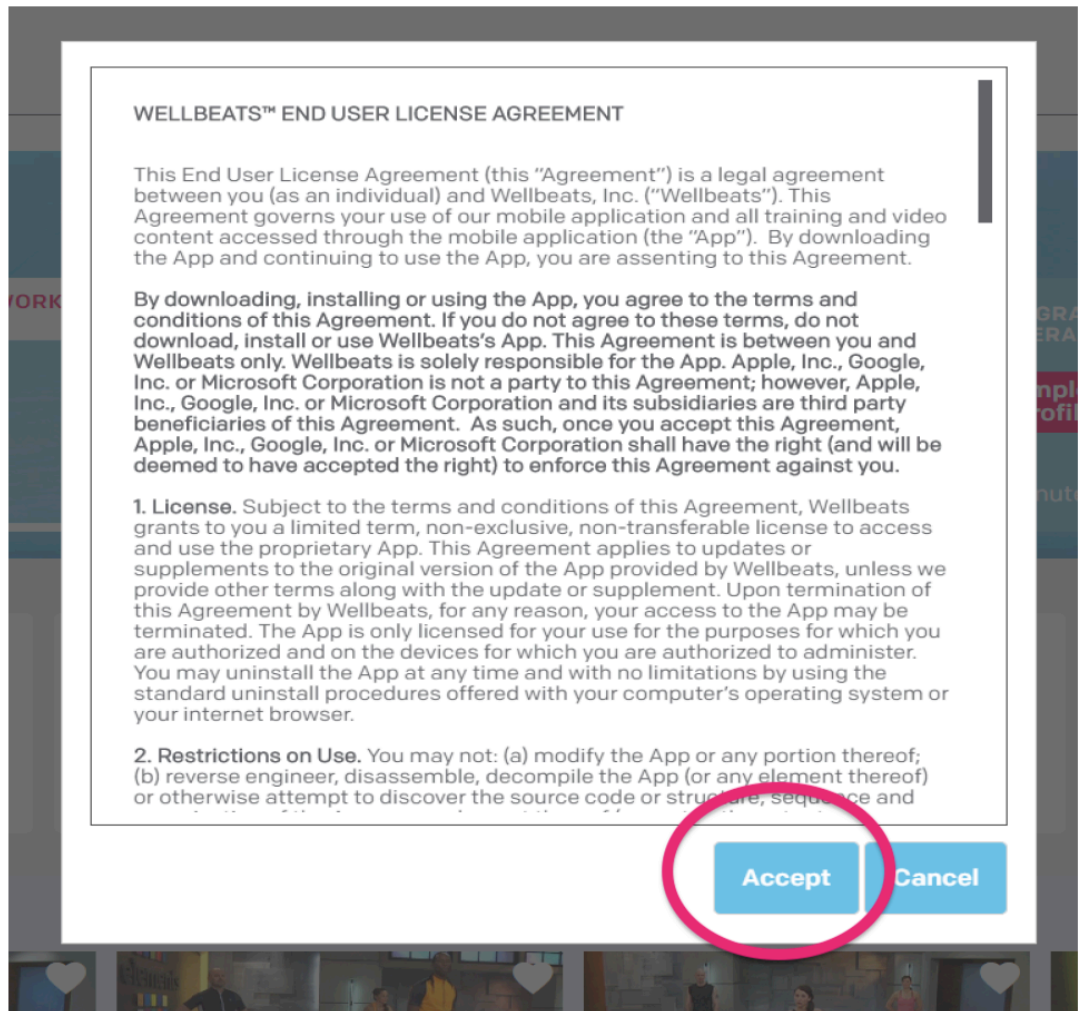 WELLBEATS™ END USER LICENSE AGREEMENT
This End User License Agreement (this “Agreement”) is a legal agreement
between you (as an individual) and Wellbeats, Inc. (“Wellbeats”). This
Agreement governs your use of our mobile application and all training and video
content accessed through the mobile application (the “App”).  By downloading
the App and continuing to use the App, you are assenting to this Agreement.
By downloading, installing or using the App, you agree to the terms and
conditions of this Agreement. If you do not agree to these terms, do not
download, install or use Wellbeats’s App. This Agreement is between you and
Wellbeats only. Wellbeats is solely responsible for the App. Apple, Inc., Google,
Inc. or Microsoft Corporation is not a party to this Agreement; however, Apple,
Inc., Google, Inc. or Microsoft Corporation and its subsidiaries are third party
beneficiaries of this Agreement.  As such, once you accept this Agreement,
Apple, Inc., Google, Inc. or Microsoft Corporation shall have the right (and will be
deemed to have accepted the right) to enforce this Agreement against you.
1. License. Subject to the terms and conditions of this Agreement, Wellbeats
grants to you a limited term, non-exclusive, non-transferable license to access
and use the proprietary App. This Agreement applies to updates or
supplements to the original version of the App provided by Wellbeats, unless we
provide other terms along with the update or supplement. Upon termination of
this Agreement by Wellbeats, for any reason, your access to the App may be
terminated. The App is only licensed for your use for the purposes for which you
are authorized and on the devices for which you are authorized to administer.
You may uninstall the App at any time and with no limitations by using the
standard uninstall procedures offered with your computer’s operating system or
your internet browser.
2. Restrictions on Use. You may not: (a) modify the App or any portion thereof;
(b) reverse engineer, disassemble, decompile the App (or any element thereof)
or otherwise attempt to discover the source code or structure, sequence and
Accept
Cancel